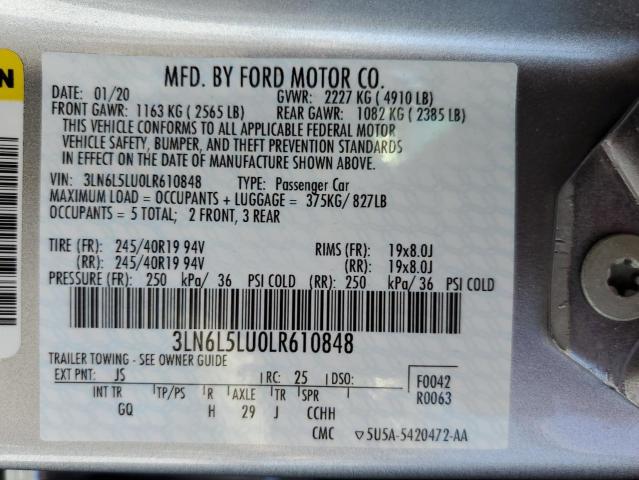 N
MFD. BY FORD MOTOR CO.
DATE: 01/20 GVWR: 2227 KG ( 4910 LB)
FRONT GAWR: 1163 KG ( 2565 LB) REAR GAWR: 1082 KG ( 2385 LB)
THIS VEHICLE CONFORMS TO ALL APPLICABLE FEDERAL MOTOR
VEHICLE SAFETY, BUMPER, AND THEFT PREVENTION STANDARDS
IN EFFECT ON THE DATE OF MANUFACTURE SHOWN ABOVE.
VIN: 3LN6L5LU0LR610848 TYPE: Passenger Car
MAXIMUM LOAD = OCCUPANTS + LUGGAGE = 375KG/ 827LB
OCCUPANTS = 5 TOTAL; 2 FRONT, 3 REAR
TIRE (FR): 245/40R19 94V RIMS (FR): 19x8.0J
(RR): 245/40R19 94V (RR): 19x8.0J
PRESSURE (FR): 250 kPa/ 36 PSI COLD (RR): 250 kPa/ 36 PSI COLD
3LN6L5LU0LR610848
TRAILER TOWING - SEE OWNER GUIDE
EXT PNT: JS RC: 25 DSO: F0042
INT TR TP/PS R AXLE TR SPR R0063
GQ H 29 J CCHH
CMC ▽5U5A-5420472-AA